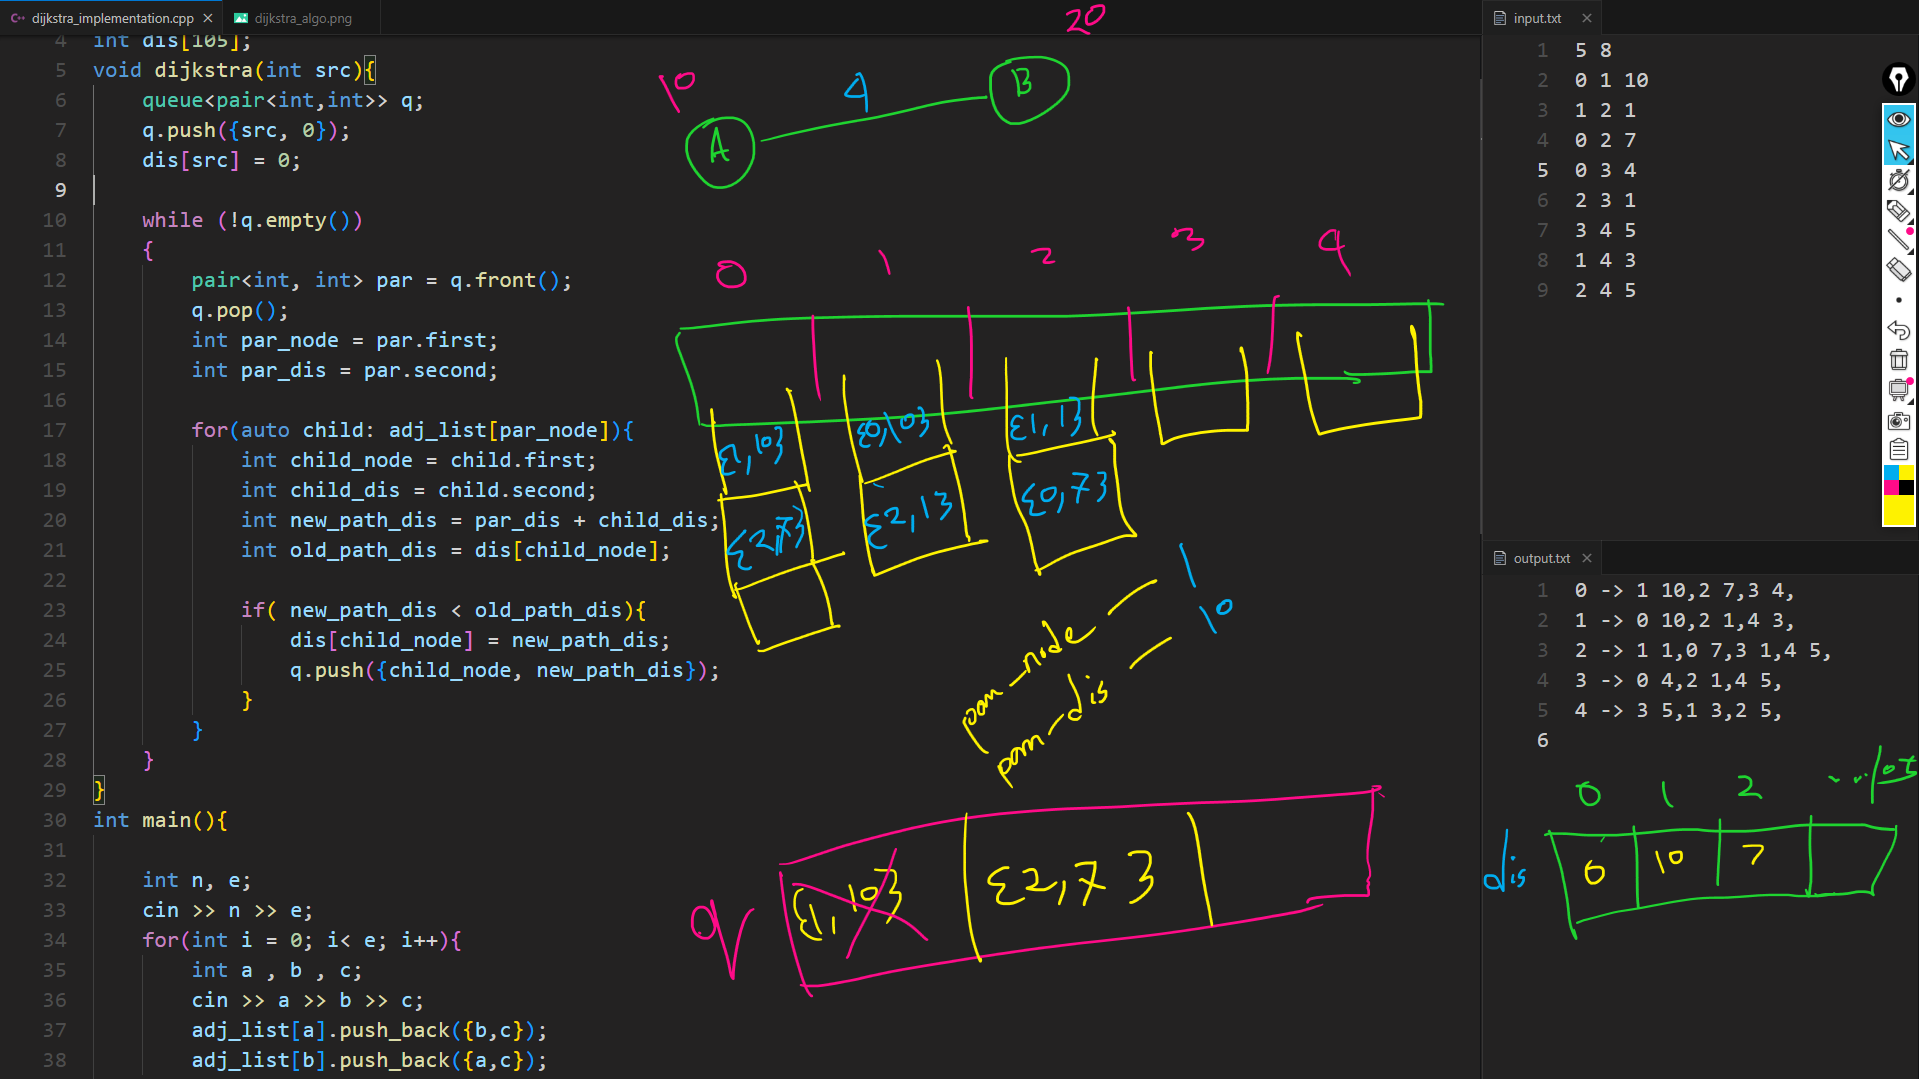 dijkstra_implementation.cpp
dijkstra_algo.png
4 int dis[105];
5 void dijkstra(int src){
6 queue<pair<int,int>> q;
7 q.push({src, 0});
8 dis[src] = 0;
9
10 while (!q.empty())
11 {
12 pair<int, int> par = q.front();
13 q.pop();
14 int par_node = par.first;
15 int par_dis = par.second;
16
17 for(auto child: adj_list[par_node]){
18 int child_node = child.first;
19 int child_dis = child.second;
20 int new_path_dis = par_dis + child_dis;
21 int old_path_dis = dis[child_node];
22
23 if( new_path_dis < old_path_dis){
24 dis[child_node] = new_path_dis;
25 q.push({child_node, new_path_dis});
26 }
27 }
28 }
29 }
30 int main(){
31
32 int n, e;
33 cin >> n >> e;
34 for(int i = 0; i< e; i++){
35 int a , b , c;
36 cin >> a >> b >> c;
37 adj_list[a].push_back({b,c});
38 adj_list[b].push_back({a,c});
20
10 4 B
A
0 1 2 3 4
{1,10} {0,10} {1,1}
{2,7} {2,1} {0,7}
par_node — 1
par_dis — 10
q {1,10} {2,7}
input.txt
1 5 8
2 0 1 10
3 1 2 1
4 0 2 7
5 0 3 4
6 2 3 1
7 3 4 5
8 1 4 3
9 2 4 5
output.txt
1 0 -> 1 10,2 7,3 4,
2 1 -> 0 10,2 1,4 3,
3 2 -> 1 1,0 7,3 1,4 5,
4 3 -> 0 4,2 1,4 5,
5 4 -> 3 5,1 3,2 5,
6
0 1 2
dis 0 10 7